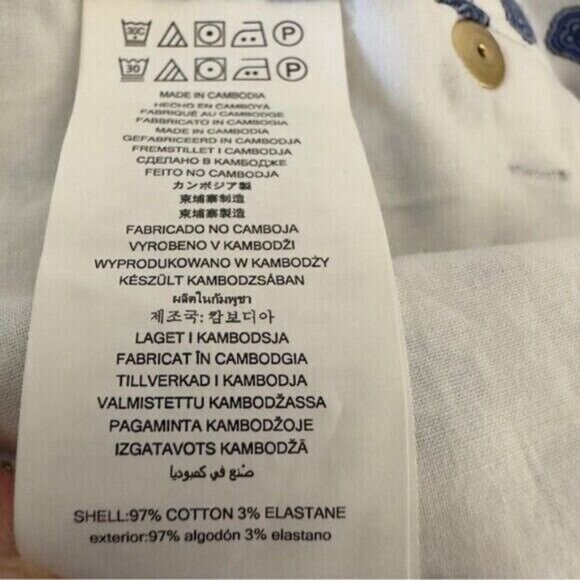 30C P
30 P
MADE IN CAMBODIA
HECHO EN CAMBOYA
FABRIQUÉ AU CAMBODGE
FABBRICATO IN CAMBOGIA
MADE IN CAMBODIA
GEFABRICEERD IN CAMBODJA
FREMSTILLET I CAMBODJA
СДЕЛАНО В КАМБОДЖЕ
FEITO NO CAMBOJA
カンボジア製
柬埔寨制造
柬埔寨製造
FABRICADO NO CAMBOJA
VYROBENO V KAMBODŽI
WYPRODUKOWANO W KAMBODŻY
KÉSZÜLT KAMBODZSÁBAN
ผลิตในกัมพูชา
제조국: 캄보디아
LAGET I KAMBODSJA
FABRICAT ÎN CAMBODGIA
TILLVERKAD I KAMBODJA
VALMISTETTU KAMBODŽASSA
PAGAMINTA KAMBODŽOJE
IZGATAVOTS KAMBODŽĀ
صنع في كمبوديا
SHELL:97% COTTON 3% ELASTANE
exterior:97% algodón 3% elastano